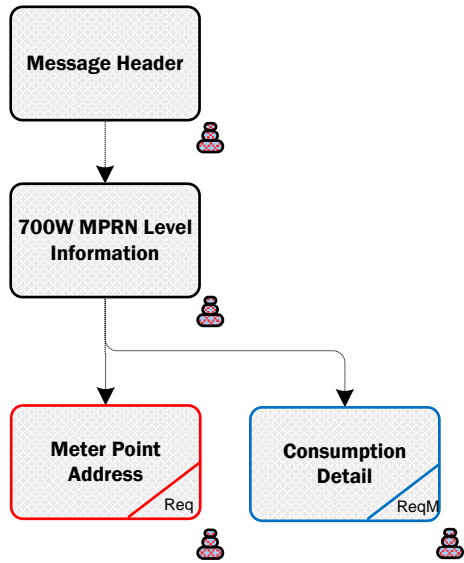 Message Header
700W MPRN Level
Information
Meter Point
Address
Req
Consumption
Detail
ReqM